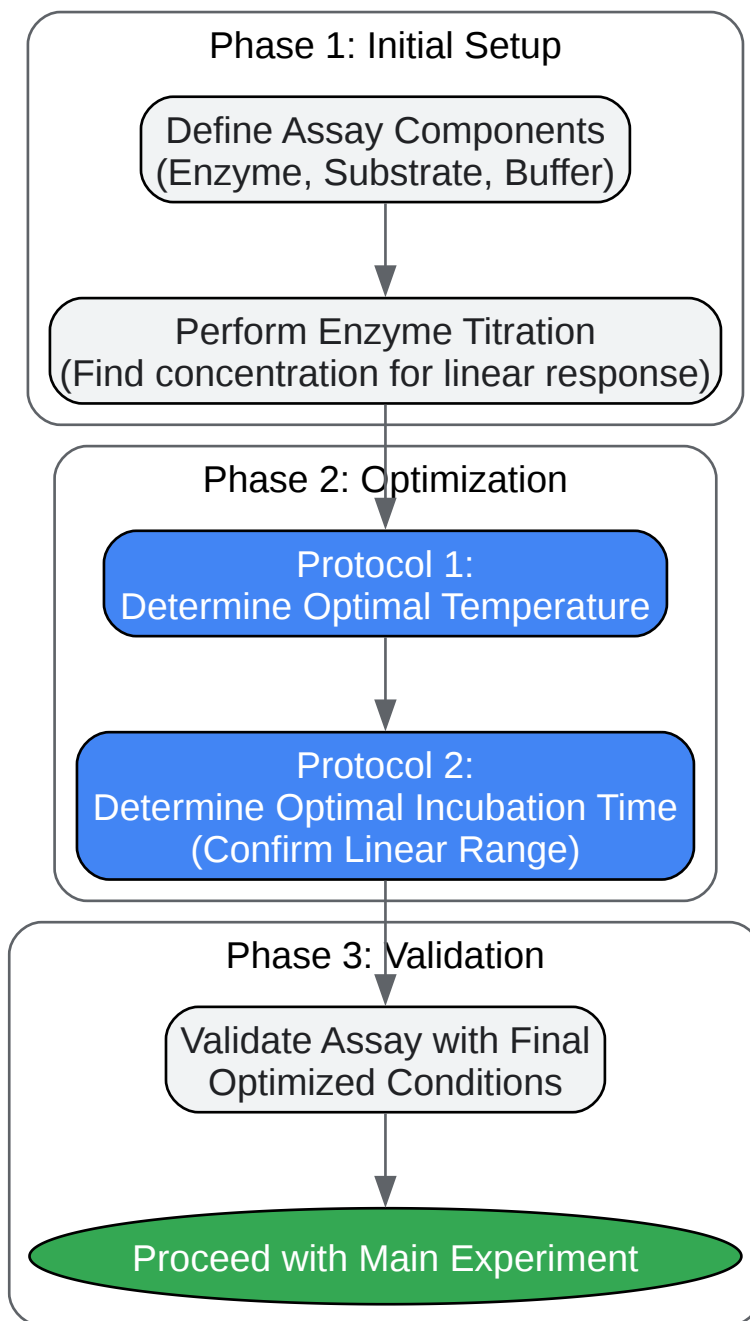 Phase 1: Initial Setup
Define Assay Components
(Enzyme, Substrate, Buffer)
Perform Enzyme Titration
(Find concentration for linear response)
Phase 2: Optimization
Protocol 1:
Determine Optimal Temperature
Protocol 2:
Determine Optimal Incubation Time
(Confirm Linear Range)
Phase 3: Validation
Validate Assay with Final
Optimized Conditions
Proceed with Main Experiment